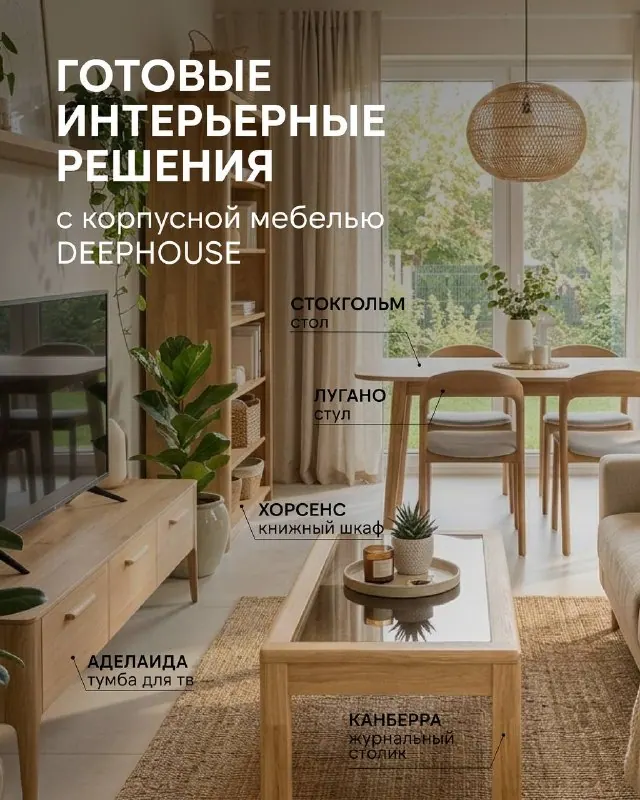 ГОТОВЫЕ
ИНТЕРЬЕРНЫЕ
РЕШЕНИЯ
с корпусной мебелью
DEEPHOUSE
СТОКГОЛЬМ
стол
ЛУГАНО
стул
ХОРСЕНС
книжный шкаф
АДЕЛАИДА
тумба для тв
КАНБЕРРА
журнальный
столик